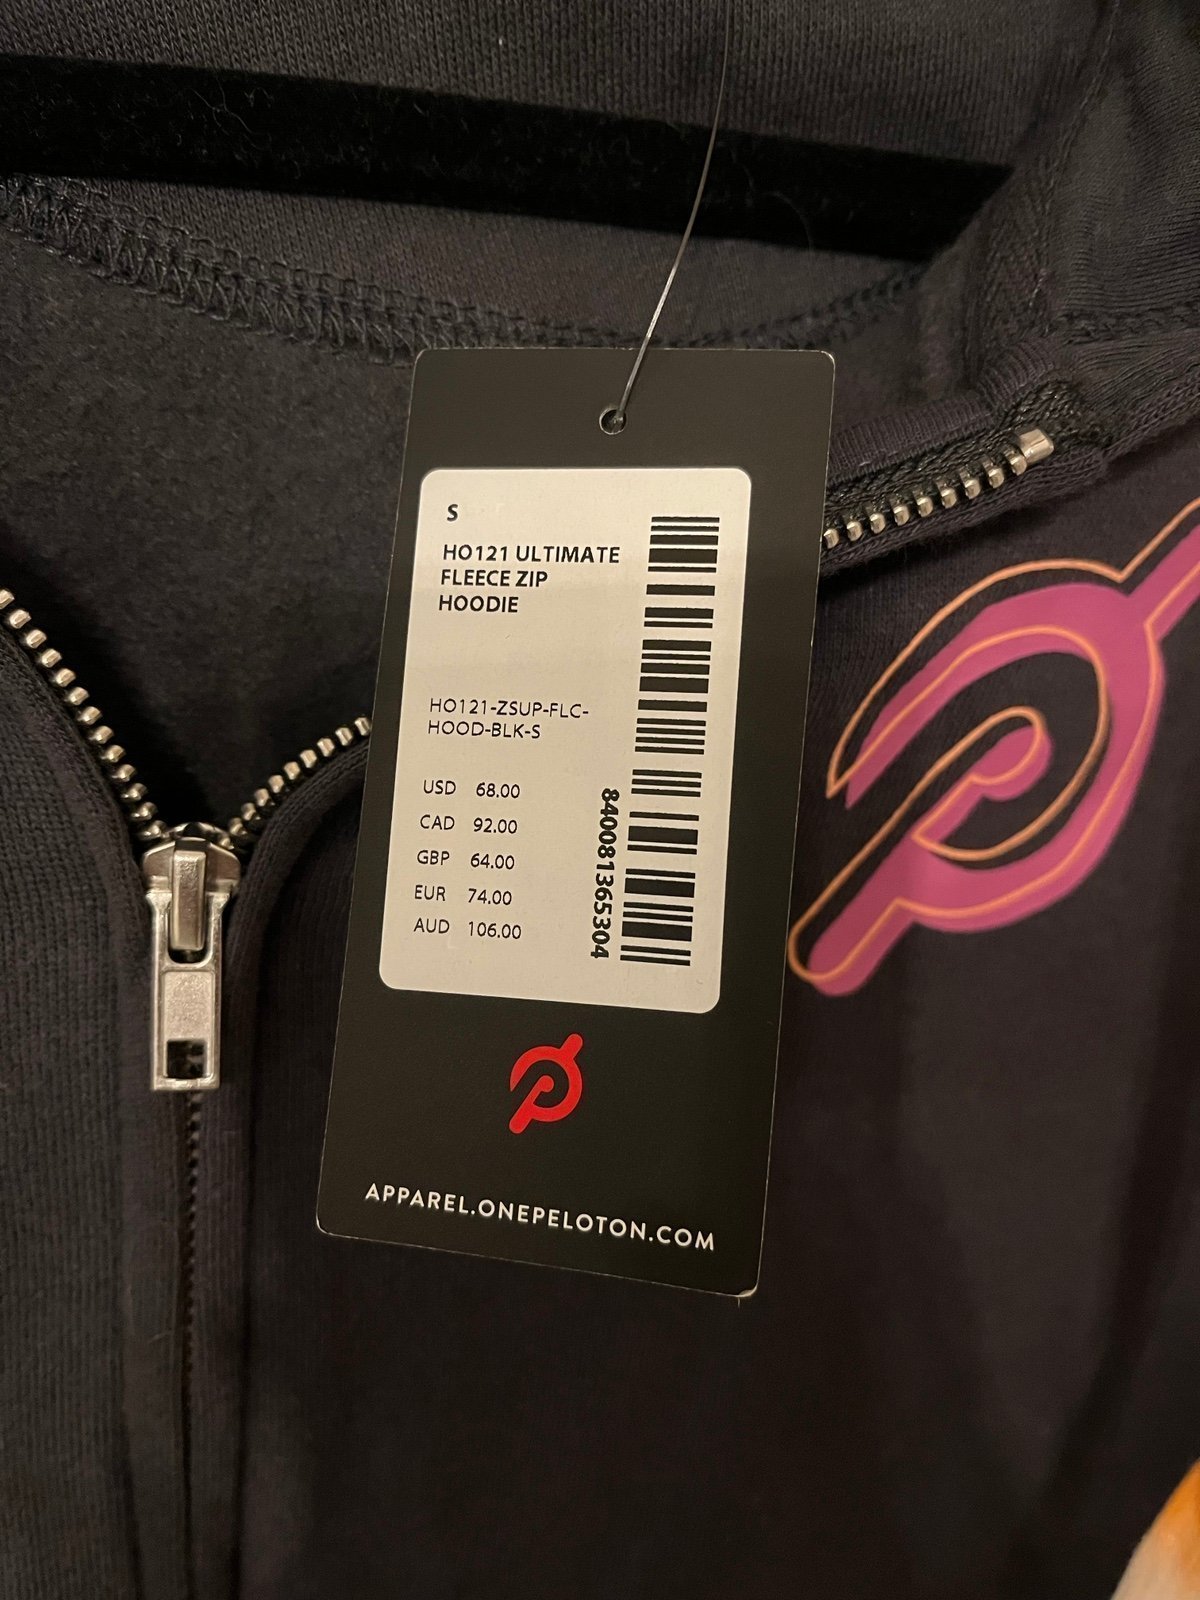 S
HO121 ULTIMATE
FLEECE ZIP
HOODIE
HO121-ZSUP-FLC-
HOOD-BLK-S
USD 68.00
CAD 92.00
GBP 64.00
EUR 74.00
AUD 106.00
840081365304
APPAREL.ONEPELOTON.COM